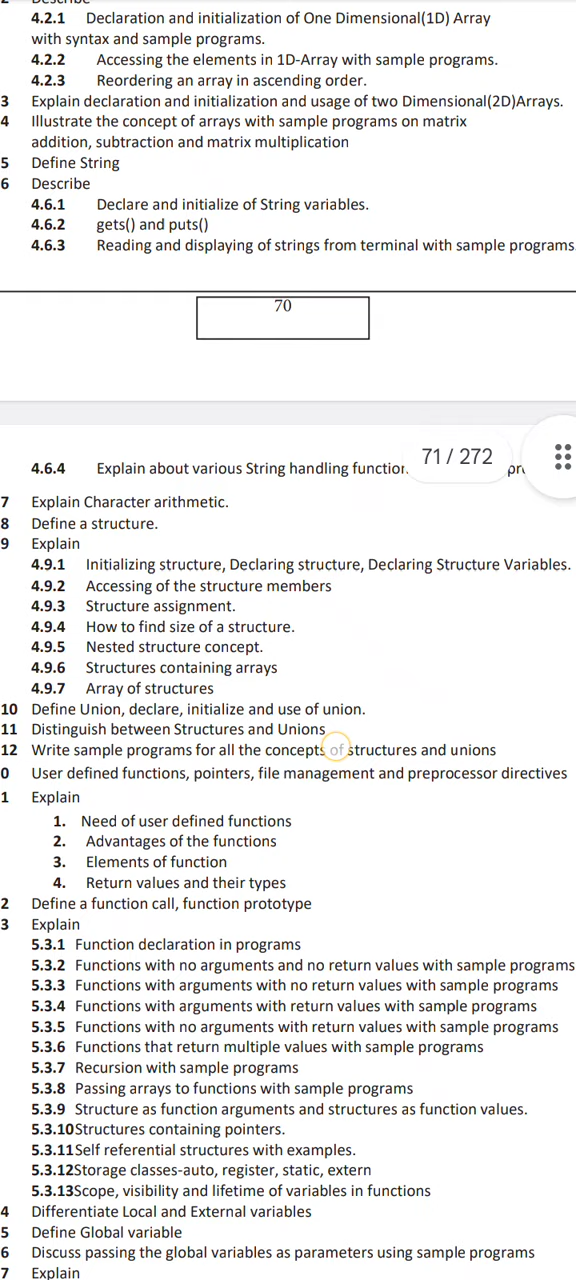 2 Describe
4.2.1 Declaration and initialization of One Dimensional(1D) Array
with syntax and sample programs.
4.2.2 Accessing the elements in 1D-Array with sample programs.
4.2.3 Reordering an array in ascending order.
3 Explain declaration and initialization and usage of two Dimensional(2D)Arrays.
4 Illustrate the concept of arrays with sample programs on matrix
addition, subtraction and matrix multiplication
5 Define String
6 Describe
4.6.1 Declare and initialize of String variables.
4.6.2 gets() and puts()
4.6.3 Reading and displaying of strings from terminal with sample programs.
70
71 / 272
4.6.4 Explain about various String handling
7 Explain Character arithmetic.
8 Define a structure.
9 Explain
4.9.1 Initializing structure, Declaring structure, Declaring Structure Variables.
4.9.2 Accessing of the structure members
4.9.3 Structure assignment.
4.9.4 How to find size of a structure.
4.9.5 Nested structure concept.
4.9.6 Structures containing arrays
4.9.7 Array of structures
10 Define Union, declare, initialize and use of union.
11 Distinguish between Structures and Unions
12 Write sample programs for all the concepts of structures and unions
0 User defined functions, pointers, file management and preprocessor directives
1 Explain
1. Need of user defined functions
2. Advantages of the functions
3. Elements of function
4. Return values and their types
2 Define a function call, function prototype
3 Explain
5.3.1 Function declaration in programs
5.3.2 Functions with no arguments and no return values with sample programs
5.3.3 Functions with arguments with no return values with sample programs
5.3.4 Functions with arguments with return values with sample programs
5.3.5 Functions with no arguments with return values with sample programs
5.3.6 Functions that return multiple values with sample programs
5.3.7 Recursion with sample programs
5.3.8 Passing arrays to functions with sample programs
5.3.9 Structure as function arguments and structures as function values.
5.3.10Structures containing pointers.
5.3.11Self referential structures with examples.
5.3.12Storage classes-auto, register, static, extern
5.3.13Scope, visibility and lifetime of variables in functions
4 Differentiate Local and External variables
5 Define Global variable
6 Discuss passing the global variables as parameters using sample programs
7 Explain